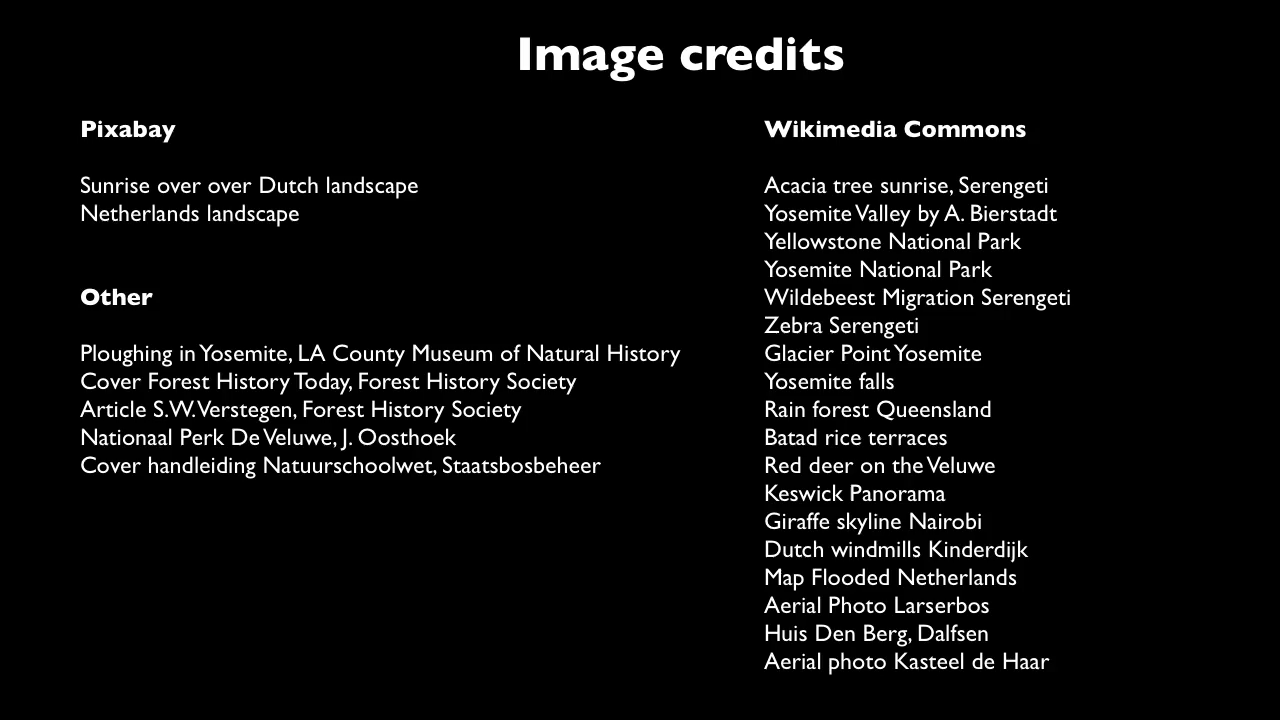 Image credits
Pixabay
Sunrise over over Dutch landscape
Netherlands landscape
Other
Ploughing in Yosemite, LA County Museum of Natural History
Cover Forest History Today, Forest History Society
Article S.W. Verstegen, Forest History Society
Nationaal Perk De Veluwe, J. Oosthoek
Cover handleiding Natuurschoolwet, Staatsbosbeheer
Wikimedia Commons
Acacia tree sunrise, Serengeti
Yosemite Valley by A. Bierstadt
Yellowstone National Park
Yosemite National Park
Wildebeest Migration Serengeti
Zebra Serengeti
Glacier Point Yosemite
Yosemite falls
Rain forest Queensland
Batad rice terraces
Red deer on the Veluwe
Keswick Panorama
Giraffe skyline Nairobi
Dutch windmills Kinderdijk
Map Flooded Netherlands
Aerial Photo Larserbos
Huis Den Berg, Dalfsen
Aerial photo Kasteel de Haar